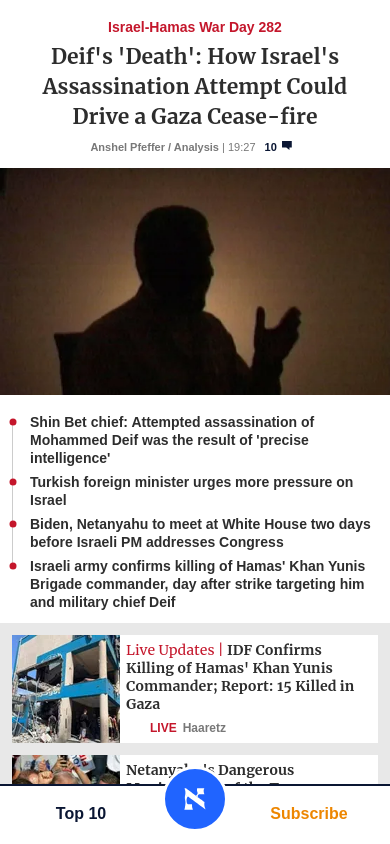 Israel-Hamas War Day 282
Deif's 'Death': How Israel's
Assassination Attempt Could
Drive a Gaza Cease-fire
Anshel Pfeffer / Analysis | 19:27 10
Shin Bet chief: Attempted assassination of
Mohammed Deif was the result of 'precise
intelligence'
Turkish foreign minister urges more pressure on
Israel
Biden, Netanyahu to meet at White House two days
before Israeli PM addresses Congress
Israeli army confirms killing of Hamas' Khan Yunis
Brigade commander, day after strike targeting him
and military chief Deif
Live Updates | IDF Confirms
Killing of Hamas' Khan Yunis
Commander; Report: 15 Killed in
Gaza
LIVE Haaretz
Dangerous
Top 10
א
Subscribe